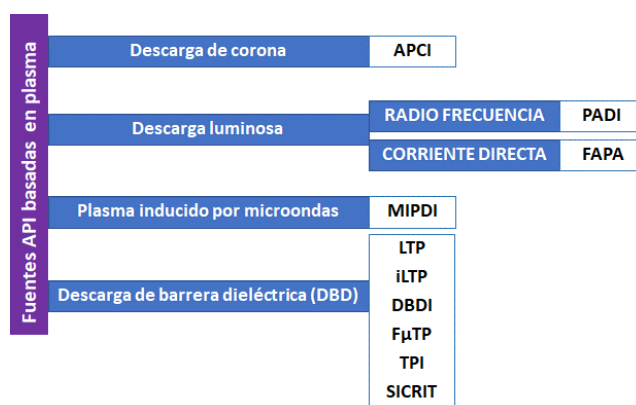 Fuentes API basadas en plasma
Descarga de corona
APCI
Descarga luminosa
RADIO FRECUENCIA
PADI
CORRIENTE DIRECTA
FAPA
Plasma inducido por microondas
MIPDI
Descarga de barrera dieléctrica (DBD)
LTP
iLTP
DBDI
FµTP
TPI
SICRIT